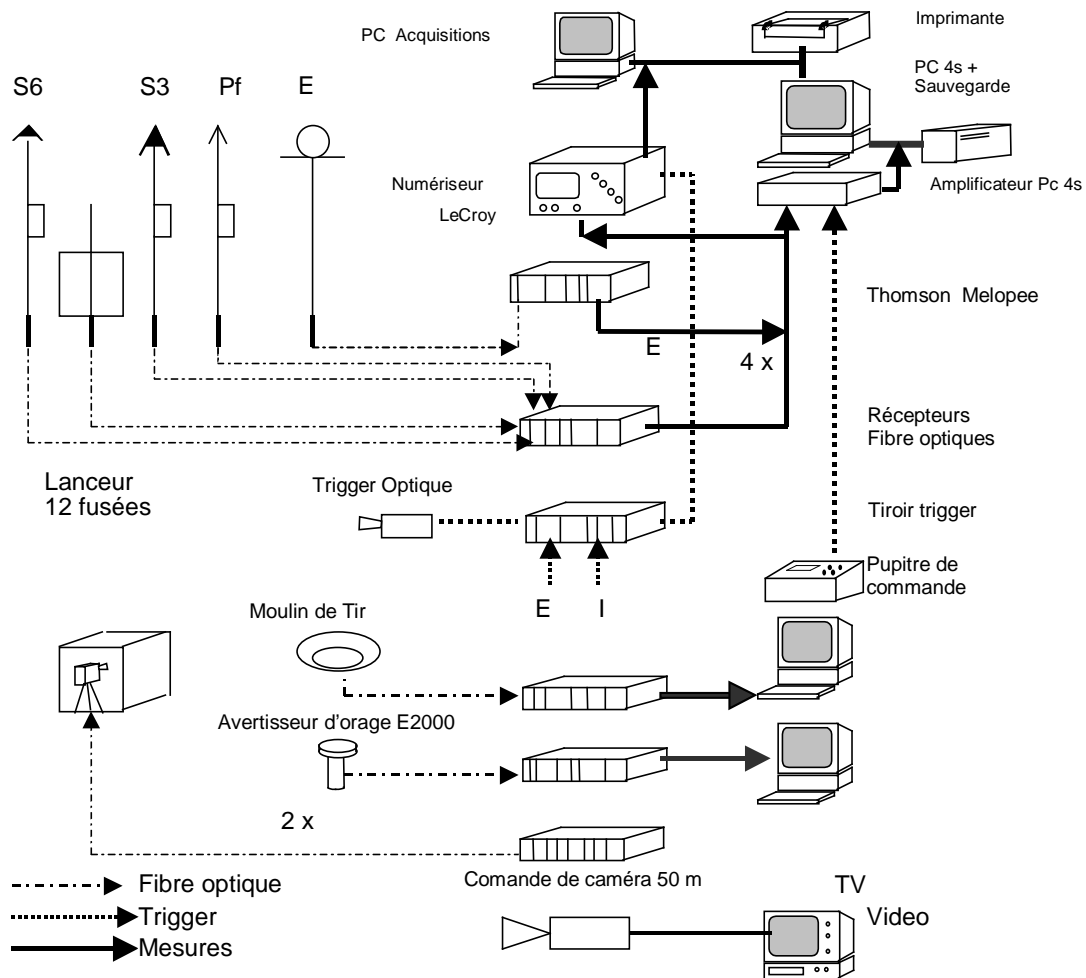 Imprimante
PC Acquisitions
PC 4s +
Sauvegarde
S6
S3
Pf
E
Numériseur
LeCroy
Amplificateur Pc 4s
Thomson Melopee
E
4 x
Récepteurs
Fibre optiques
Lanceur
12 fusées
Trigger Optique
Tiroir trigger
Pupitre de
commande
E
I
Moulin de Tir
Avertisseur d'orage E2000
2 x
Comande de caméra 50 m
Fibre optique
Trigger
Mesures
TV
Video